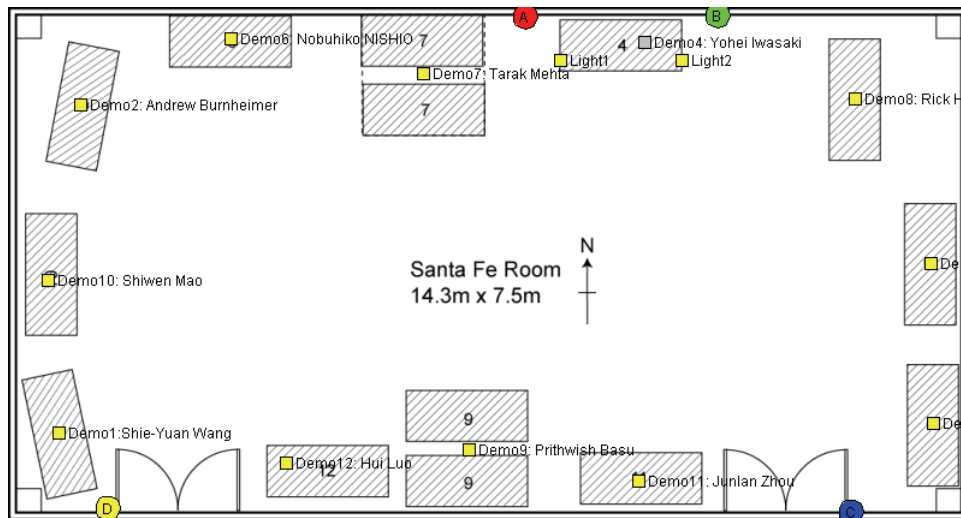 A
B
Demo6: Nobuhiko NISHIO
7
4
Demo4: Yohei Iwasaki
Light1
Light2
Demo7: Tarak Mehta
Demo2: Andrew Burnheimer
7
Demo8: Rick H
N
Santa Fe Room
14.3m x 7.5m
De
Demo10: Shiwen Mao
9
De
Demo1:Shie-Yuan Wang
Demo9: Prithwish Basu
Demo12: Hui Luo
12
9
Demo11: Junlan Zhou
D
C